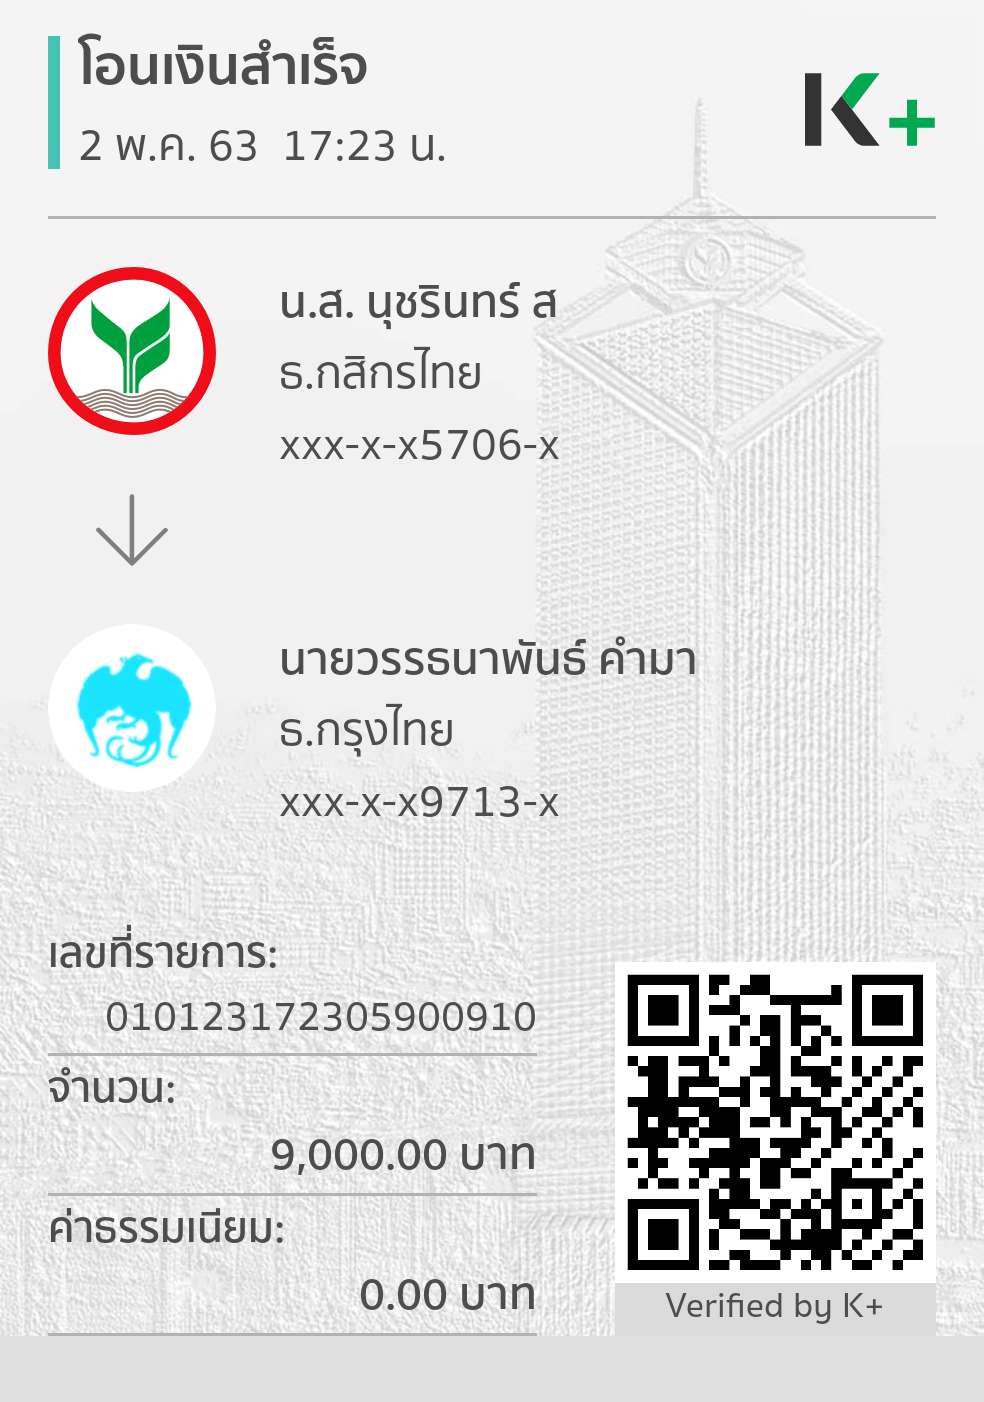 โอนเงินสำเร็จ
2 พ.ค. 63 17:23 น.
K+
น.ส. นุชรินทร์ ส
ธ.กสิกรไทย
xxx-x-x5706-x
นายวรรธนาพันธ์ คำมา
ธ.กรุงไทย
xxx-x-x9713-x
เลขที่รายการ:
010123172305900910
จำนวน:
9,000.00 บาท
ค่าธรรมเนียม:
0.00 บาท
Verified by K+